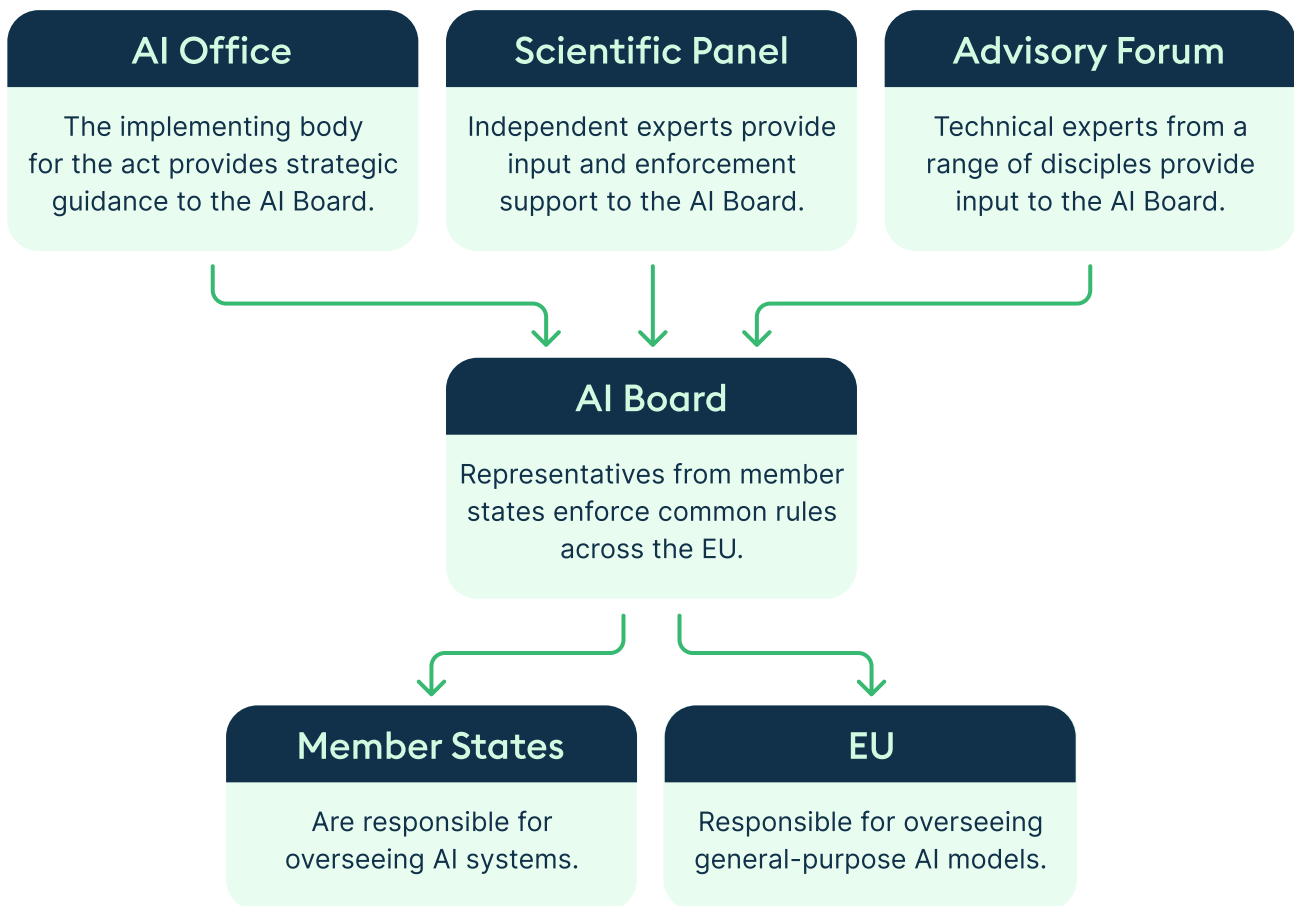 AI Office
The implementing body
for the act provides strategic
guidance to the AI Board.
Scientific Panel
Independent experts provide
input and enforcement
support to the AI Board.
Advisory Forum
Technical experts from a
range of disciples provide
input to the AI Board.
AI Board
Representatives from member
states enforce common rules
across the EU.
Member States
Are responsible for
overseeing AI systems.
EU
Responsible for overseeing
general-purpose AI models.